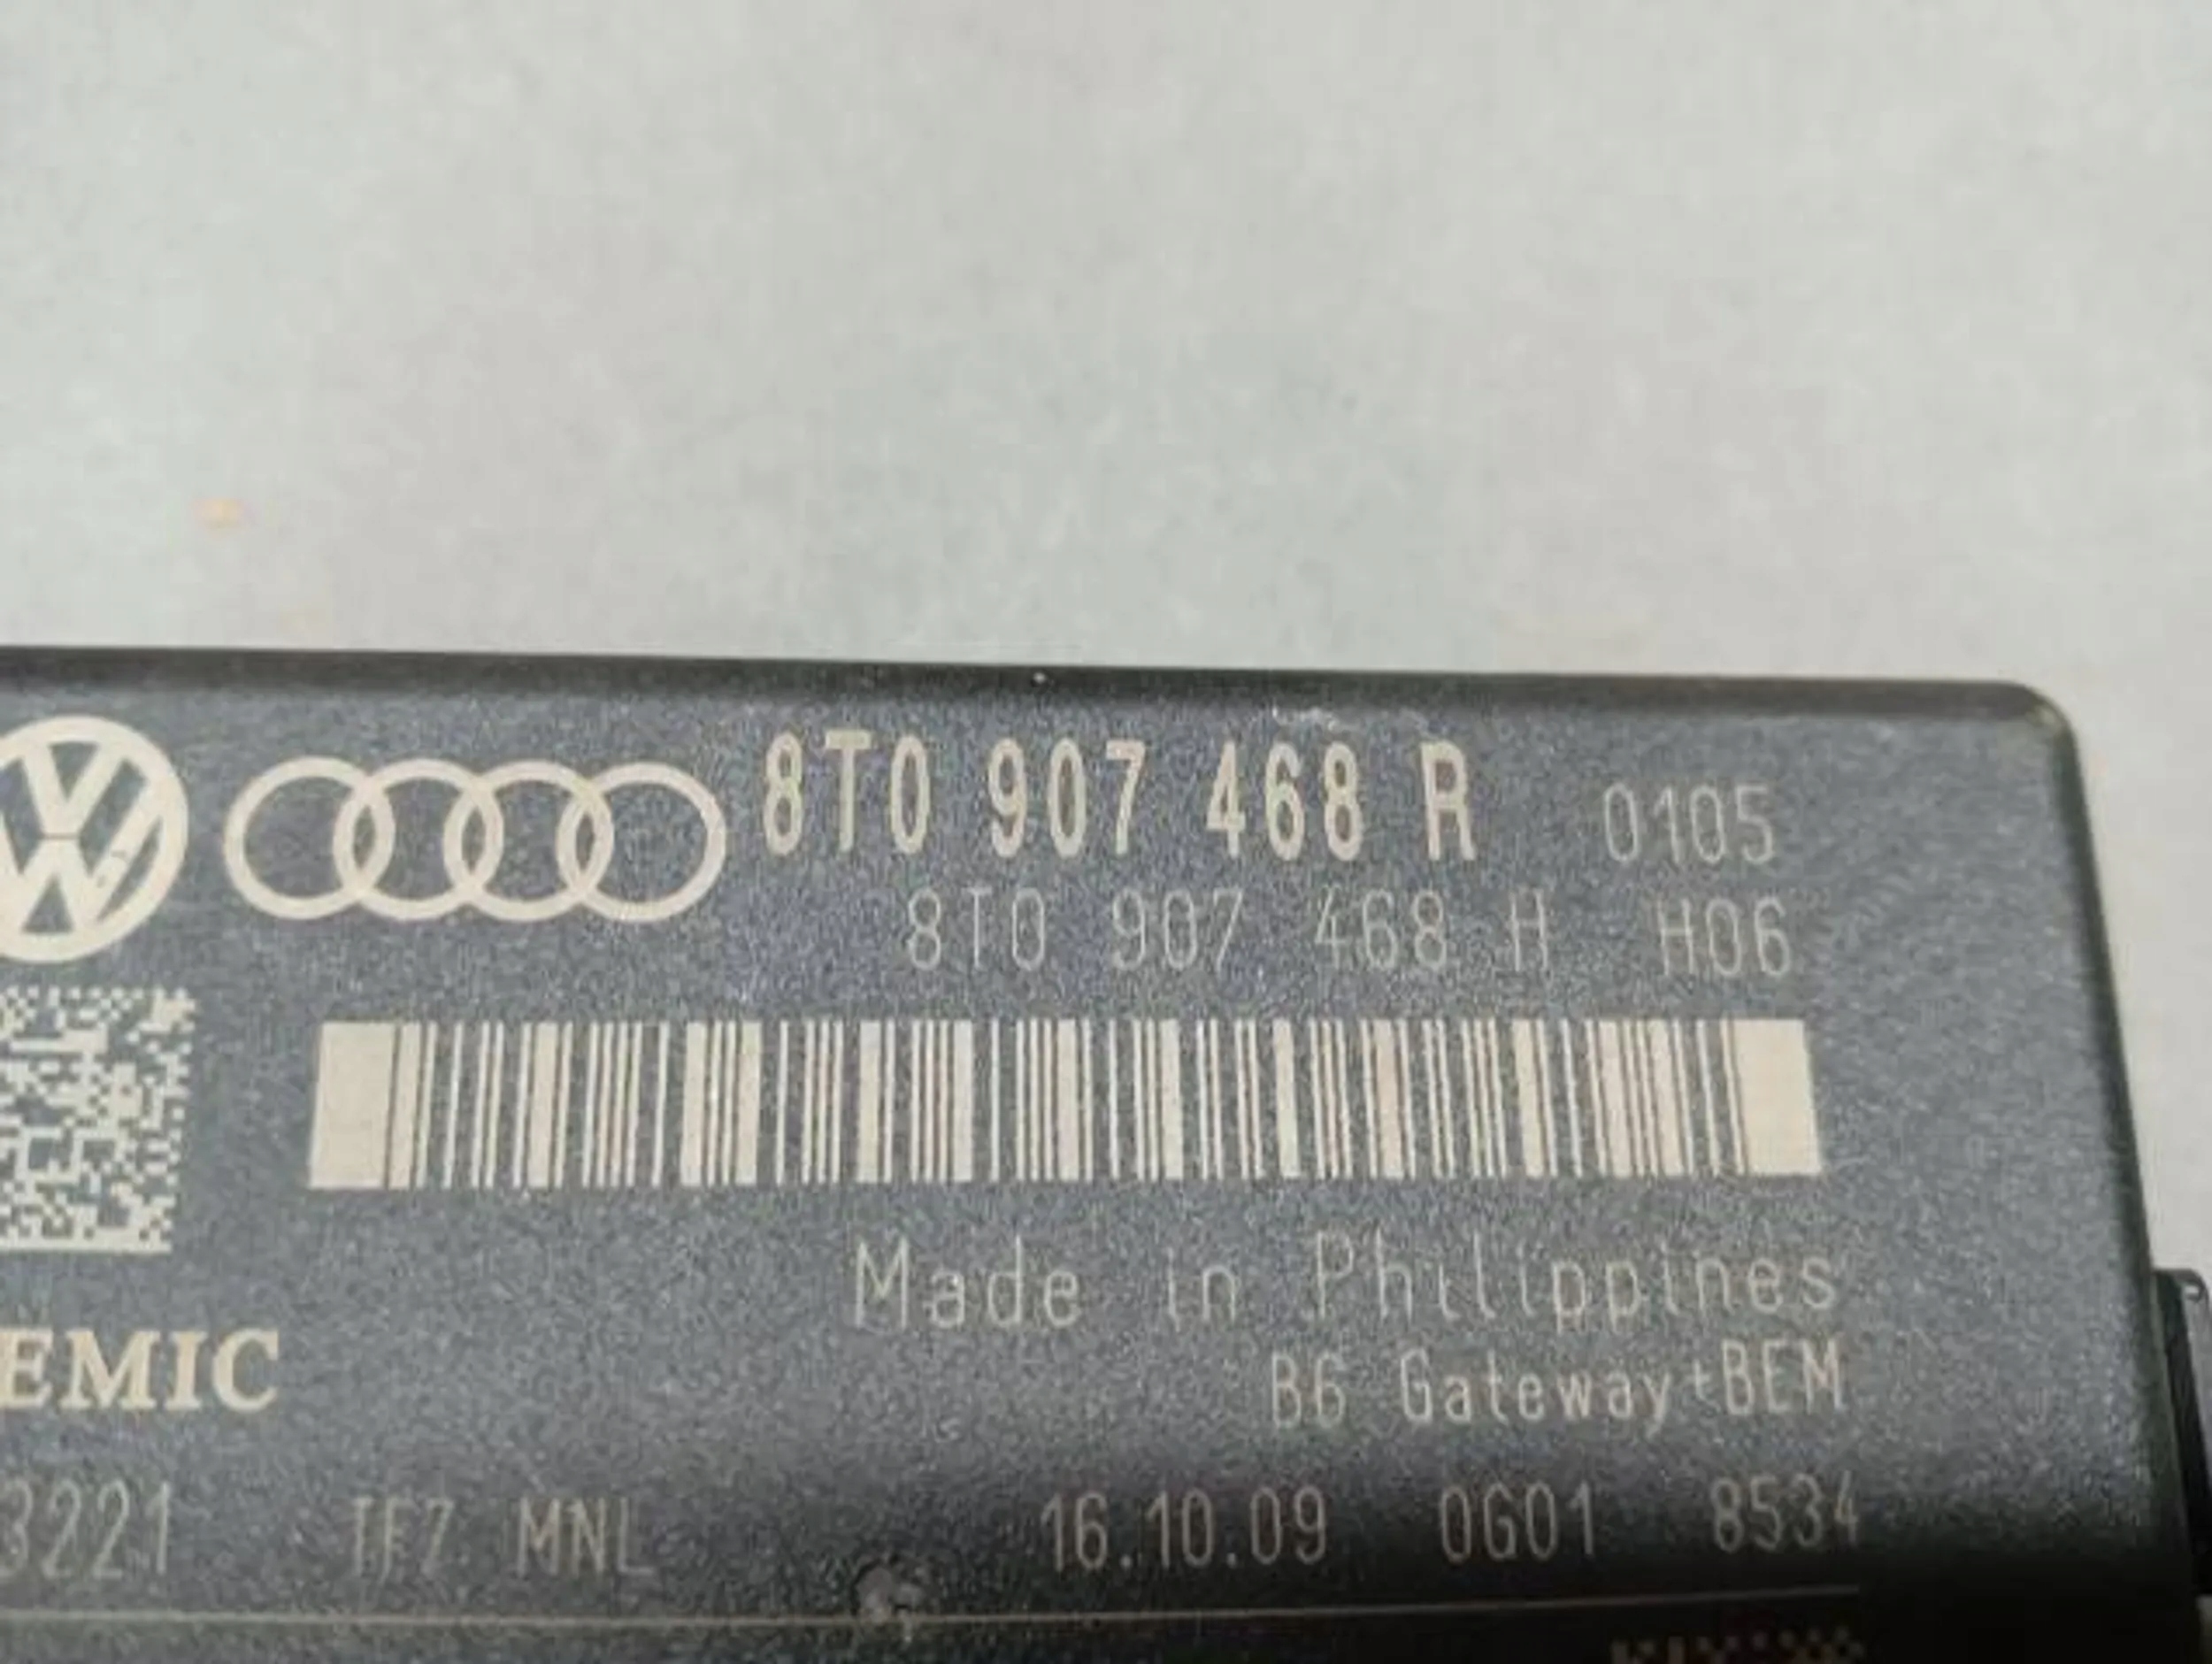 8T0 907 468 R 0105
8T0 907 468 H H06
Made in Philippines
EMIC
B6 Gateway+BEM
3221 TFZ MNL 16.10.09 0G01 8534